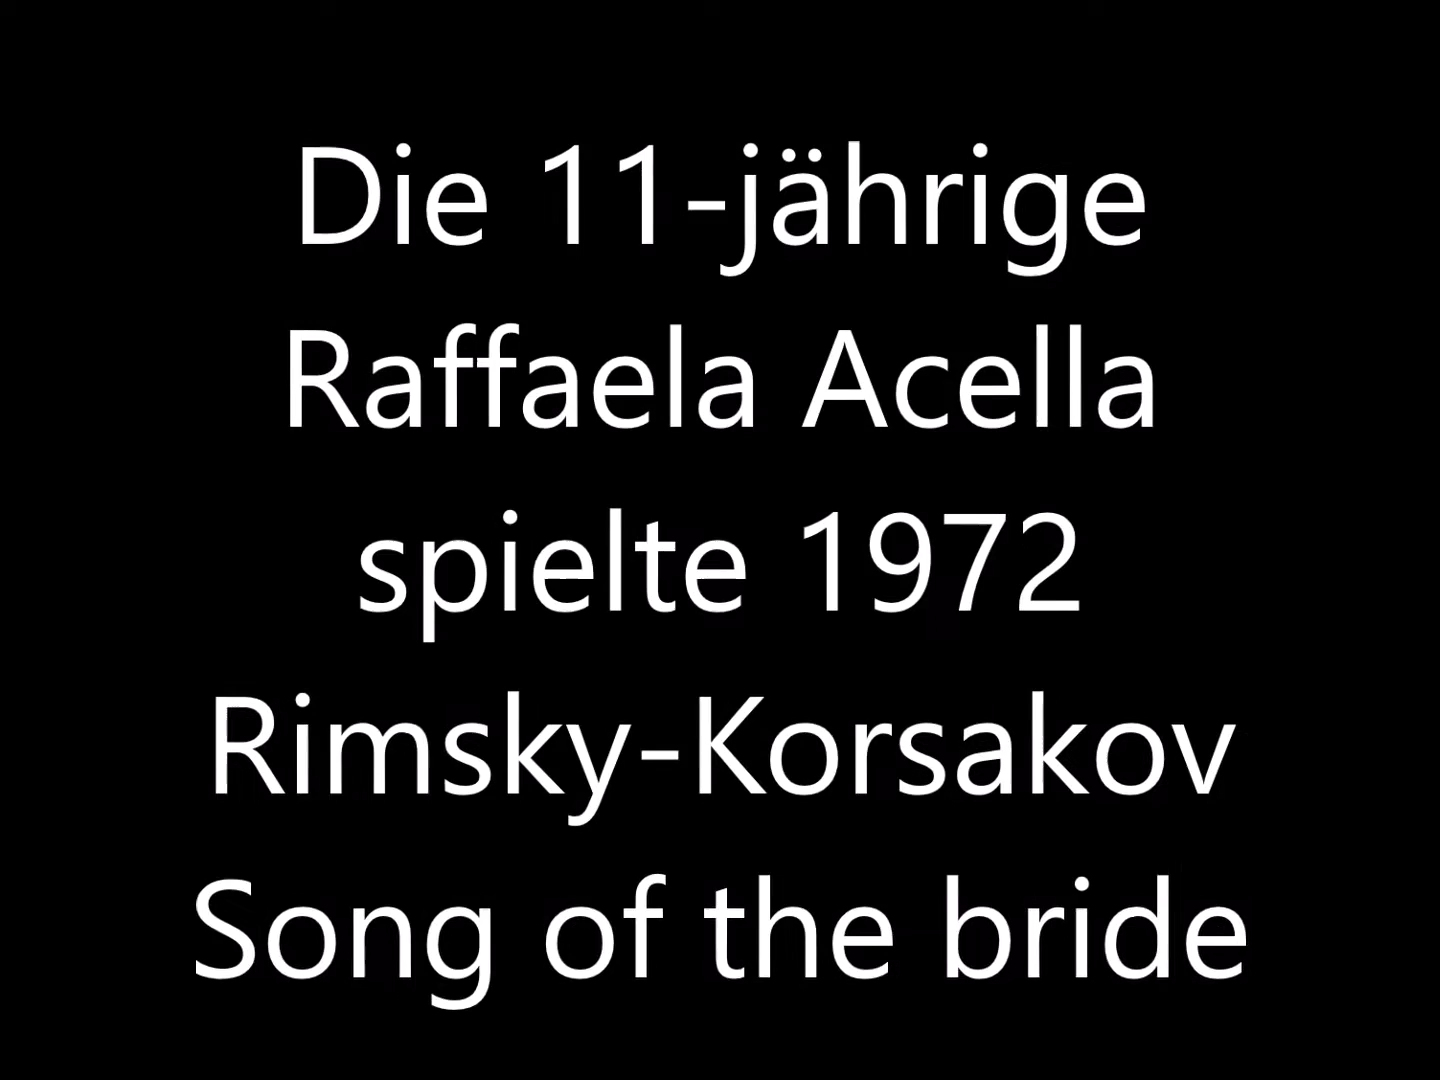 Die 11-jährige
Raffaela Acella
spielte 1972
Rimsky-Korsakov
Song of the bride